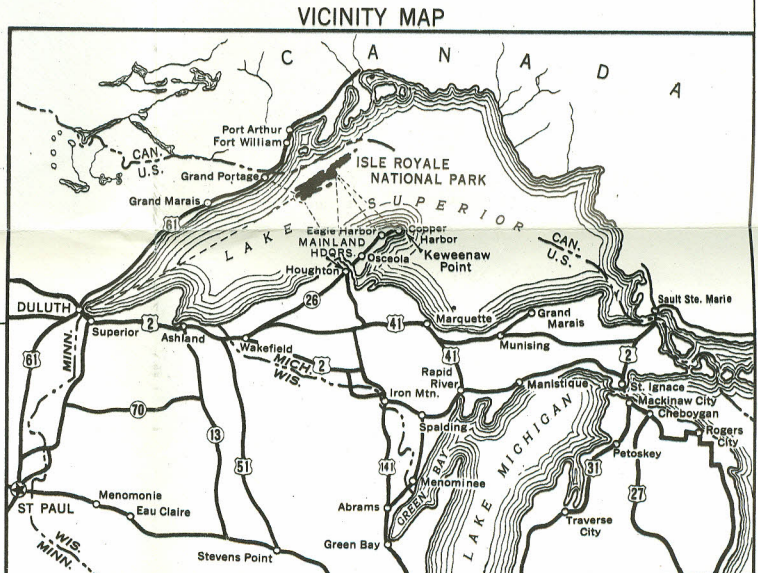 VICINITY MAP
C A N A D A
Port Arthur
Fort William
CAN.
U.S.
Grand Portage
ISLE ROYALE
NATIONAL PARK
Grand Marais
61
LAKE SUPERIOR
Eagle Harbor
Copper
Harbor
MAINLAND
HDQRS.
Osceola
Keweenaw
Point
CAN.
U.S.
Houghton
26
DULUTH
Superior
2
Ashland
Wakefield
41
Marquette
Grand
Marais
Munising
Sault Ste. Marie
61
MINN.
MICH.
WIS.
2
41
2
Rapid
River
Manistique
St. Ignace
Mackinaw City
Cheboygan
Rogers
City
Iron Mtn.
Spalding
70
13
51
141
Menominee
GREEN BAY
LAKE MICHIGAN
Petoskey
31
27
ST PAUL
Menomonie
Eau Claire
Abrams
Traverse
City
WIS.
MINN.
Stevens Point
Green Bay